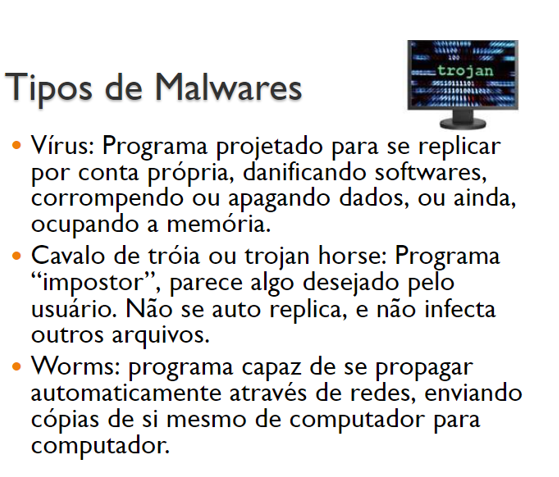 Tipos de Malwares
trojan
• Vírus: Programa projetado para se replicar
por conta própria, danificando softwares,
corrompendo ou apagando dados, ou ainda,
ocupando a memória.
• Cavalo de tróia ou trojan horse: Programa
“impostor”, parece algo desejado pelo
usuário. Não se auto replica, e não infecta
outros arquivos.
• Worms: programa capaz de se propagar
automaticamente através de redes, enviando
cópias de si mesmo de computador para
computador.